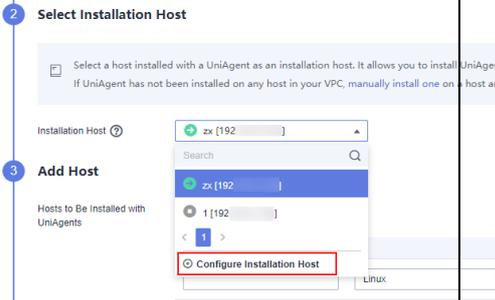 2 Select Installation Host
Select a host installed with a UniAgent as an installation host. It allows you to install UniAge
If UniAgent has not been installed on any host in your VPC, manually install one on a host a
Installation Host ? zx [192 ]
Search
3 Add Host
zx [192 ]
Hosts to Be Installed with
UniAgents
1 [192 ]
< 1 >
Configure Installation Host
Linux